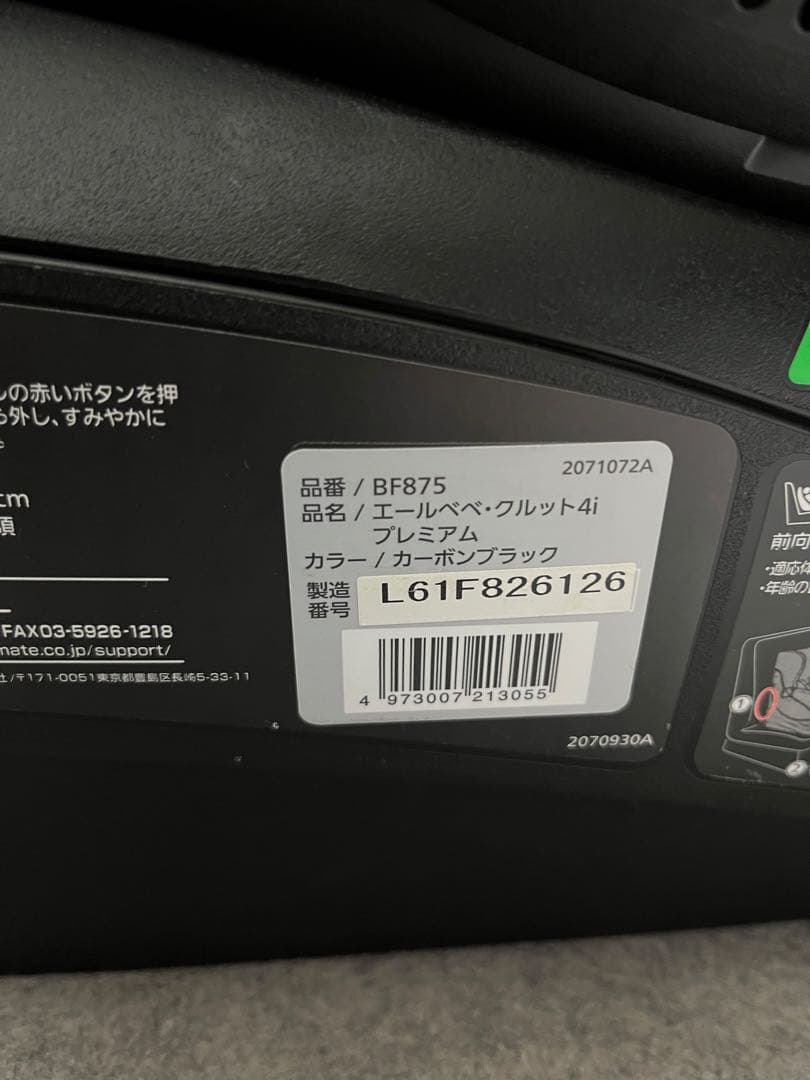 の赤いボタンを押
外し、すみやかに
cm
項
FAX03-5926-1218
mate.co.jp/support/
/〒171-0051東京都豊島区長崎5-33-11
2071072A
品番 / BF875
品名 / エールベベ・クルット4i
プレミアム
カラー / カーボンブラック
製造
番号
L61F826126
4 973007 213055
2070930A
前向
・適応体
・年齢の
1
2